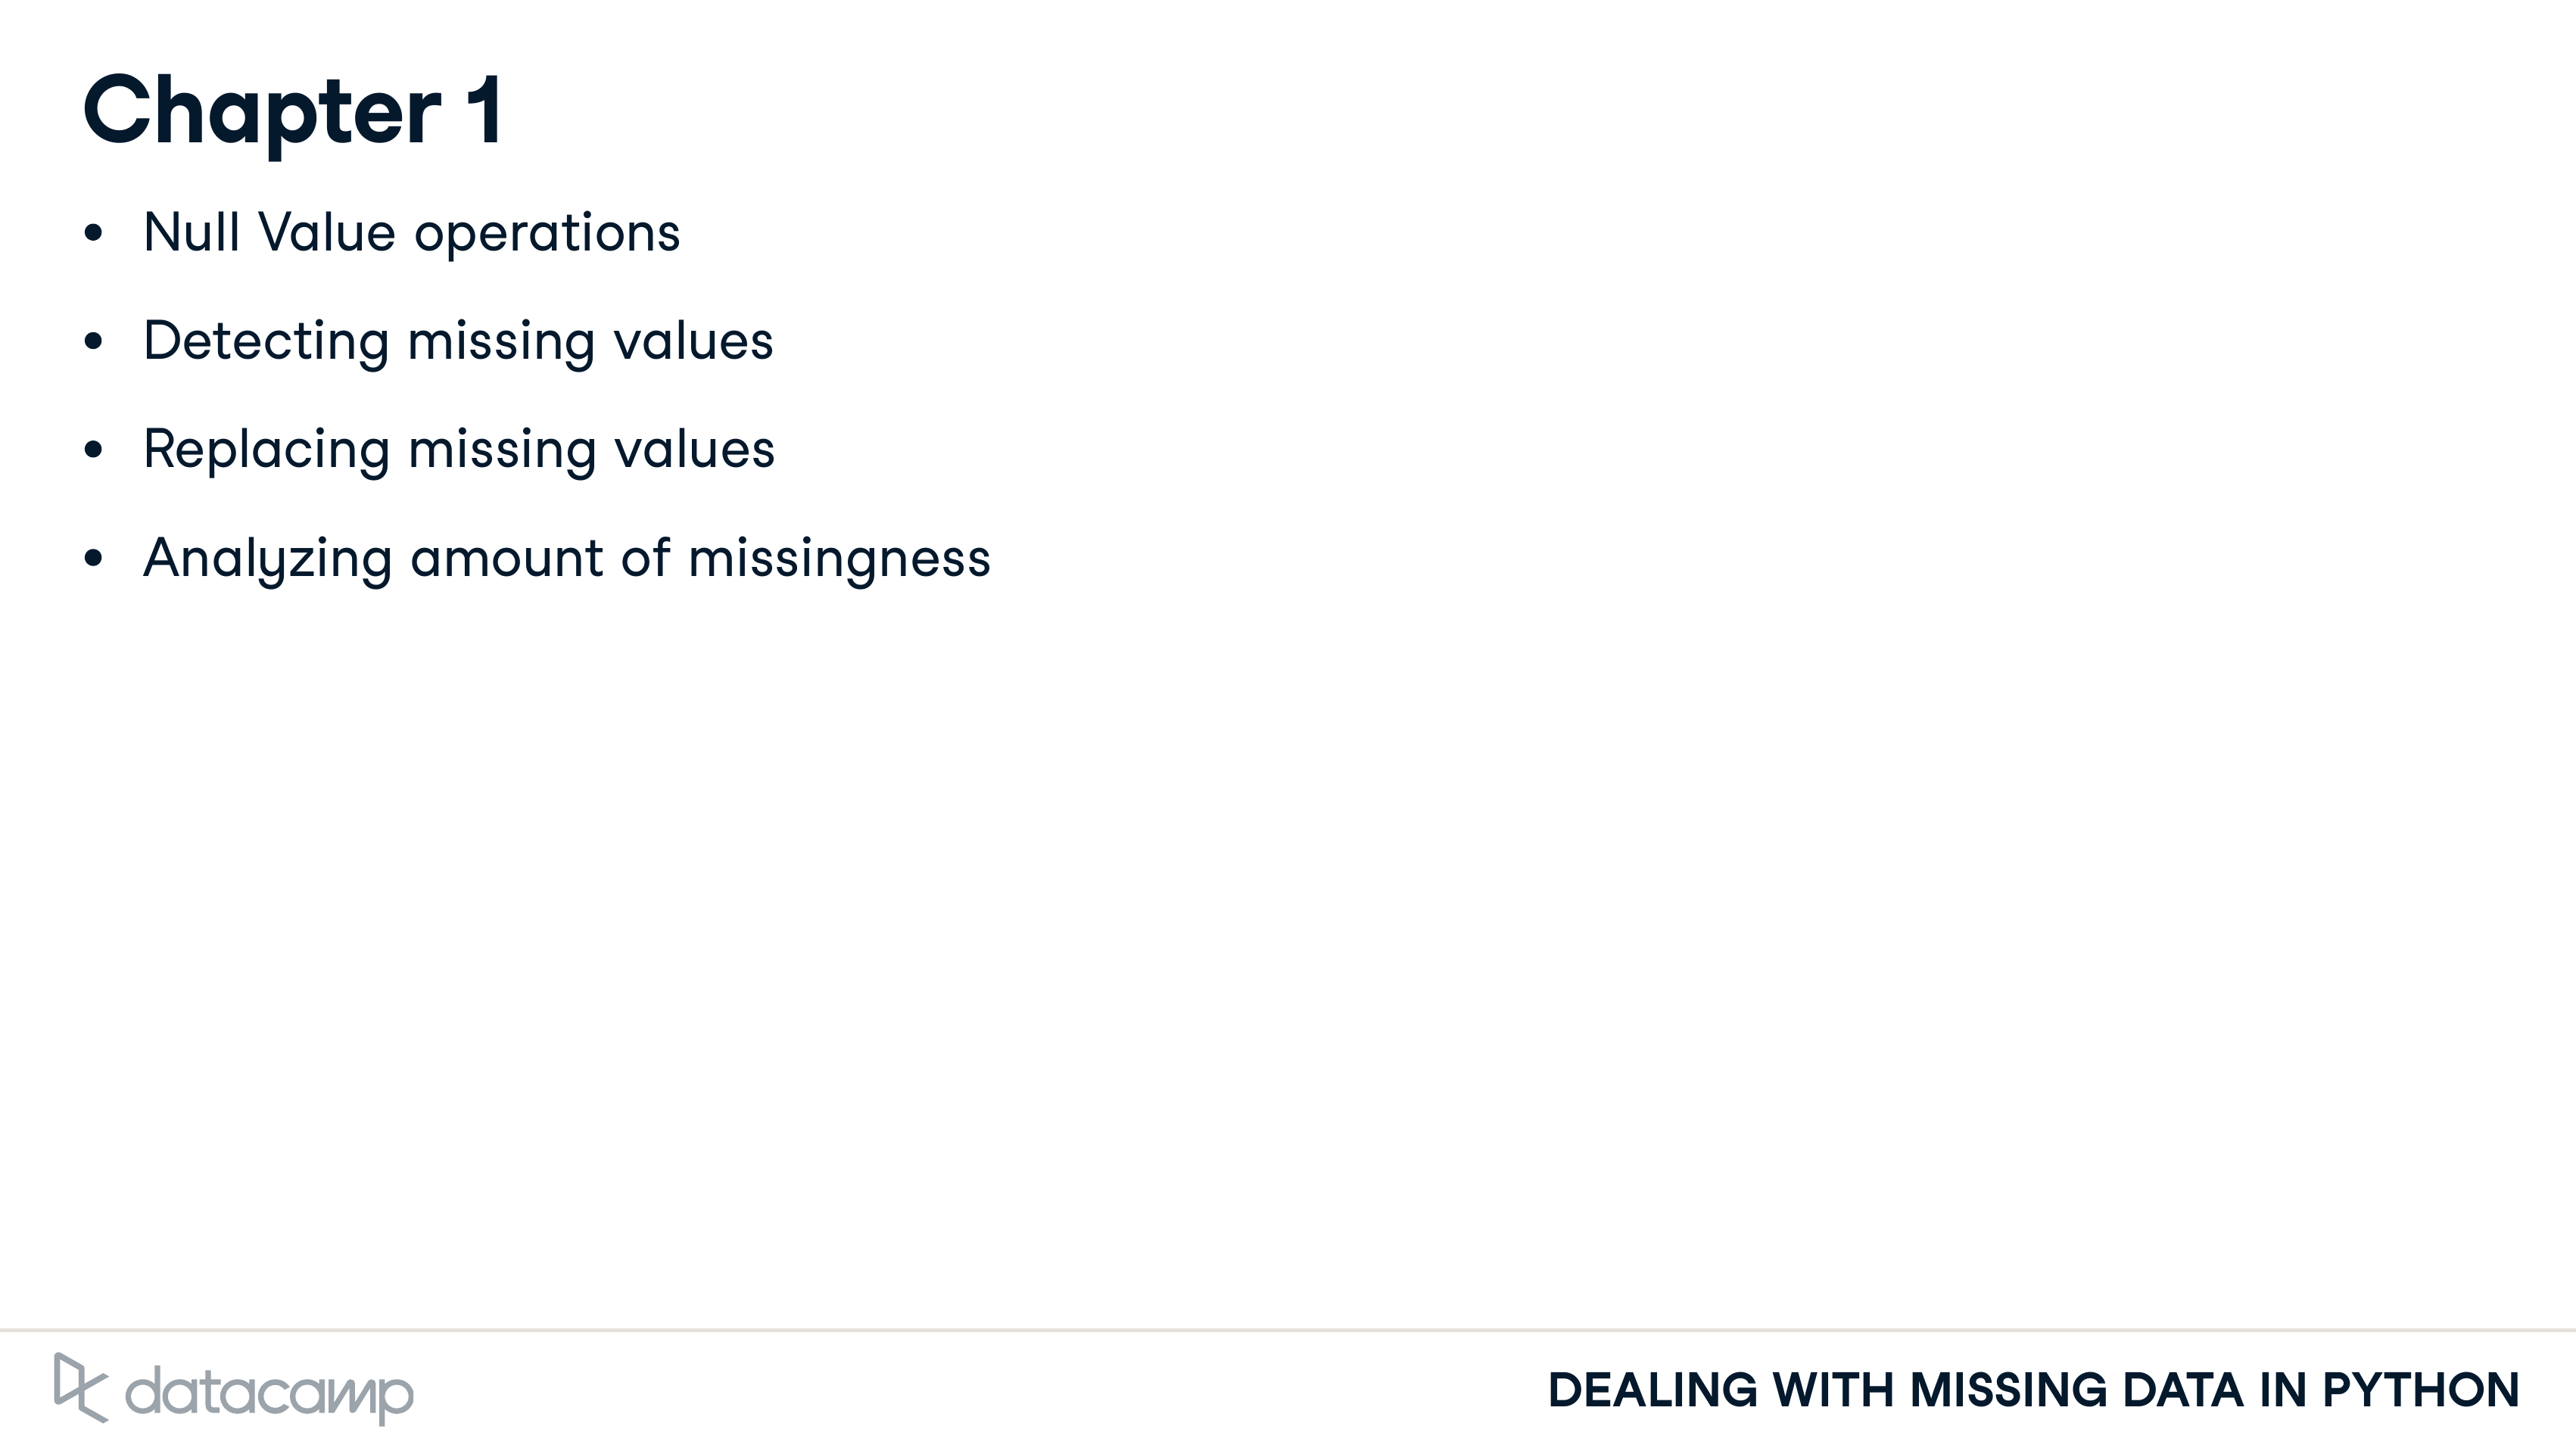 Chapter 1
• Null Value operations
• Detecting missing values
• Replacing missing values
• Analyzing amount of missingness
datacamp
DEALING WITH MISSING DATA IN PYTHON